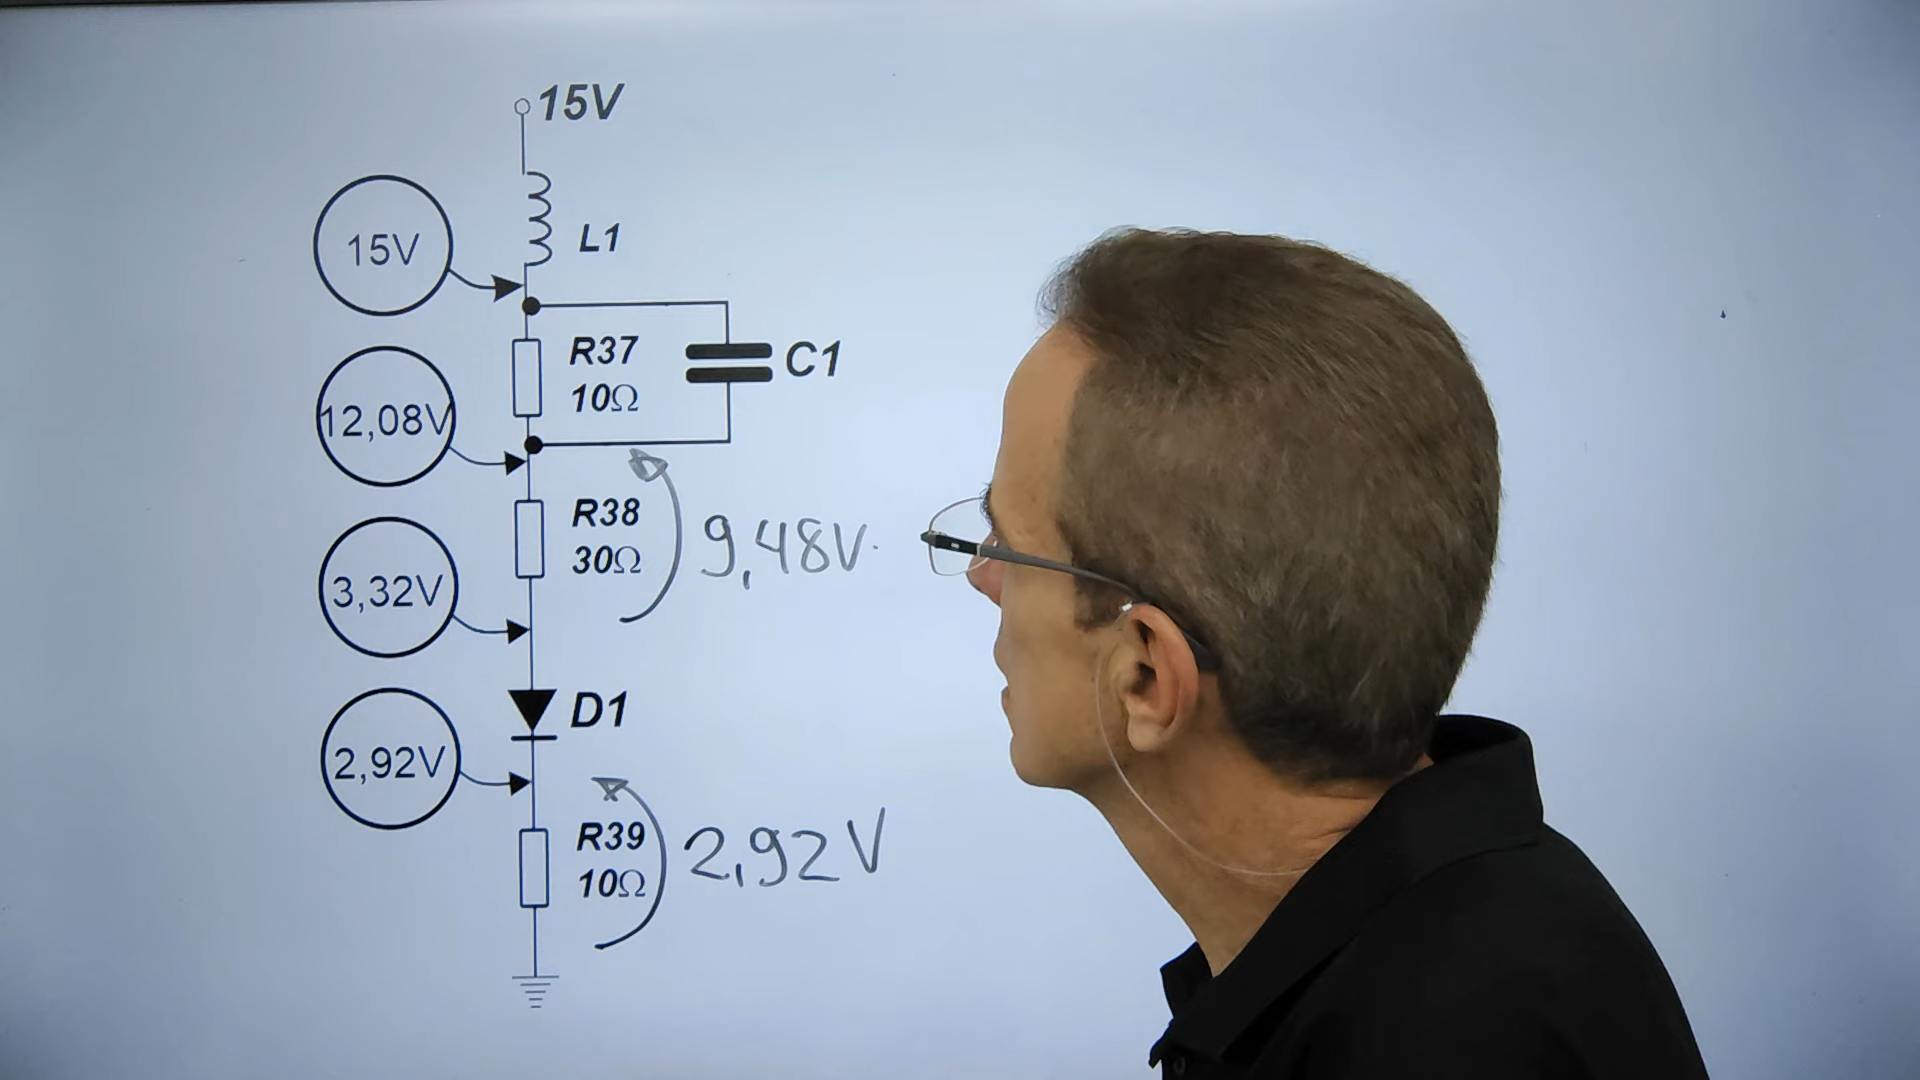 15V
15V
L1
R37
10Ω
C1
12,08V
R38
30Ω
9,48V
3,32V
D1
2,92V
R39
10Ω
2,92V